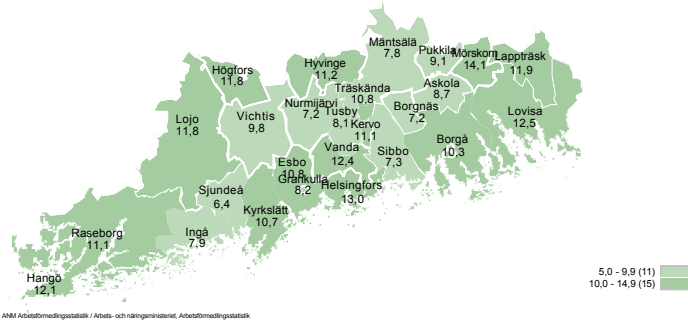 Mäntsälä
7,8
Pukkila
9,1
Mörskom
14,1
Lappträsk
11,9
Högfors
11,8
Hyvinge
11,2
Träskända
10,8
Askola
8,7
Nurmijärvi
7,2
Tusby
8,1
Borgnäs
7,2
Lovisa
12,5
Lojo
11,8
Vichtis
9,8
Kervo
11,1
Borgå
10,3
Vanda
12,4
Sibbo
7,3
Esbo
10,8
Grankulla
8,2
Helsingfors
13,0
Sjundeå
6,4
Kyrkslätt
10,7
Raseborg
11,1
Ingå
7,9
Hangö
12,1
5,0 - 9,9 (11)
10,0 - 14,9 (15)
ANM Arbetsförmedlingsstatistik / Arbets- och näringsministeriet, Arbetsförmedlingsstatistik